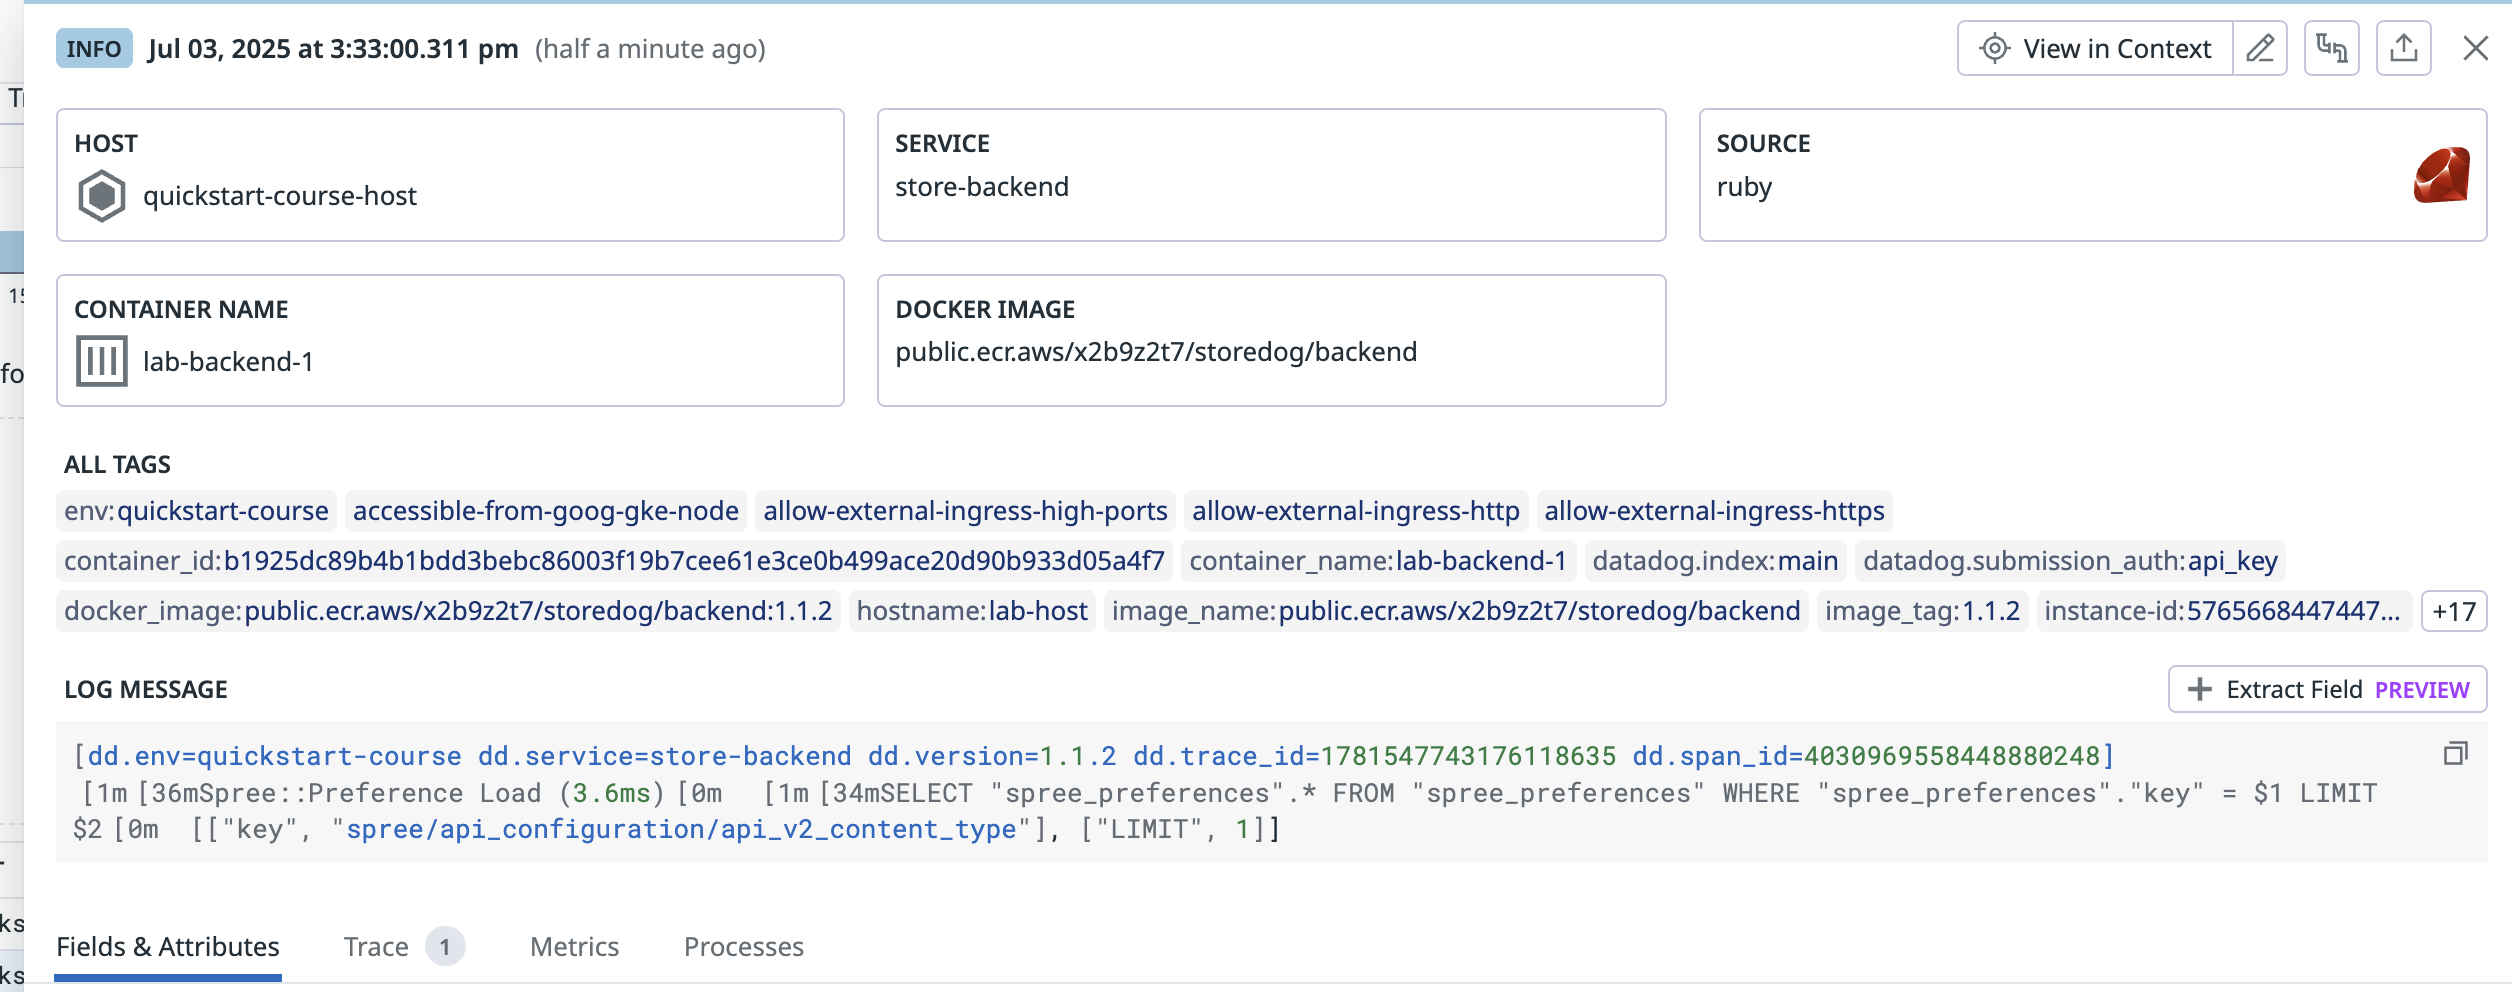 INFO Jul 03, 2025 at 3:33:00.311 pm (half a minute ago) View in Context
HOST
quickstart-course-host
SERVICE
store-backend
SOURCE
ruby
CONTAINER NAME
lab-backend-1
DOCKER IMAGE
public.ecr.aws/x2b9z2t7/storedog/backend
ALL TAGS
env:quickstart-course accessible-from-goog-gke-node allow-external-ingress-high-ports allow-external-ingress-http allow-external-ingress-https
container_id:b1925dc89b4b1bdd3bebc86003f19b7cee61e3ce0b499ace20d90b933d05a4f7 container_name:lab-backend-1 datadog.index:main datadog.submission_auth:api_key
docker_image:public.ecr.aws/x2b9z2t7/storedog/backend:1.1.2 hostname:lab-host image_name:public.ecr.aws/x2b9z2t7/storedog/backend image_tag:1.1.2 instance-id:5765668447447... +17
LOG MESSAGE Extract Field PREVIEW
[dd.env=quickstart-course dd.service=store-backend dd.version=1.1.2 dd.trace_id=1781547743176118635 dd.span_id=4030969558448880248]
[1m [36mSpree::Preference Load (3.6ms) [0m [1m [34mSELECT "spree_preferences".* FROM "spree_preferences" WHERE "spree_preferences"."key" = $1 LIMIT
$2 [0m [["key", "spree/api_configuration/api_v2_content_type"], ["LIMIT", 1]]
Fields & Attributes Trace 1 Metrics Processes